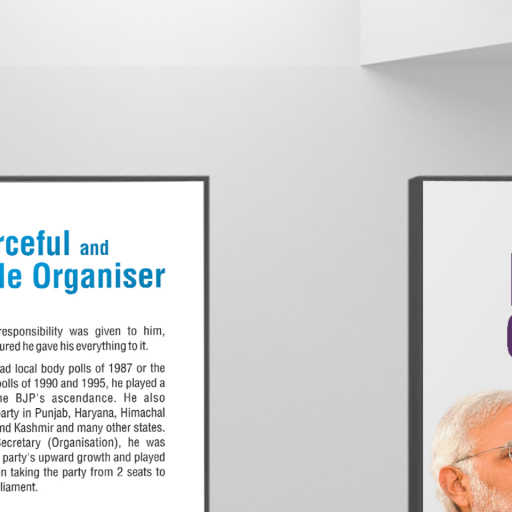 rceful and
le Organiser
responsibility was given to him,
ured he gave his everything to it.
ad local body polls of 1987 or the
polls of 1990 and 1995, he played a
he BJP's ascendance. He also
party in Punjab, Haryana, Himachal
nd Kashmir and many other states.
Secretary (Organisation), he was
party's upward growth and played
in taking the party from 2 seats to
liament.